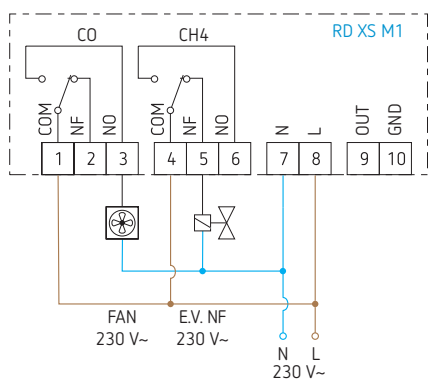 CO CH4 RD XS M1
COM NF NO COM NF NO N L OUT GND
1 2 3 4 5 6 7 8 9 10
FAN E.V. NF
230 V~ 230 V~
N L
230 V~